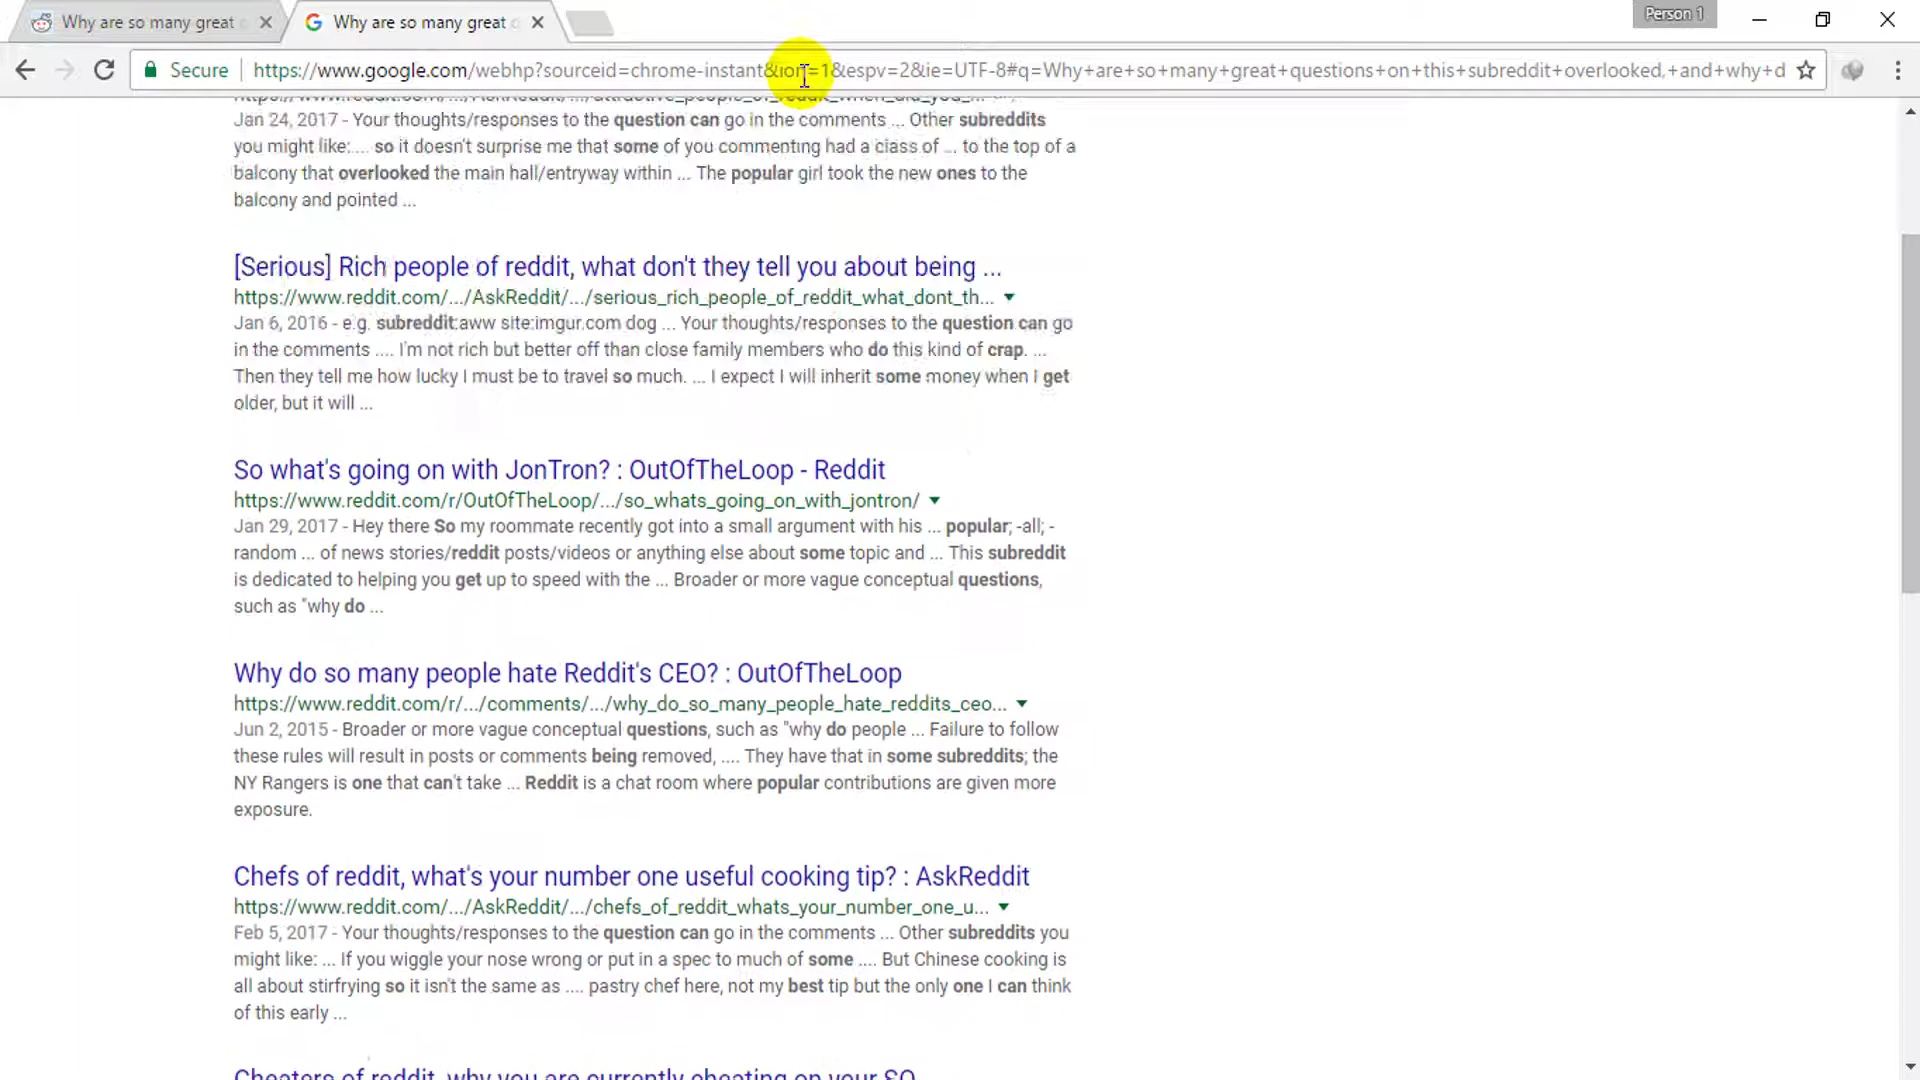 Why are so many great
Why are so many great
Person 1
Secure
https://www.google.com/webhp?sourceid=chrome-instant&ion=1&espv=2&ie=UTF-8#q=Why+are+so+many+great+questions+on+this+subreddit+overlooked,+and+why+d
Jan 24, 2017 - Your thoughts/responses to the question can go in the comments ... Other subreddits
you might like: ... so it doesn't surprise me that some of you commenting had a class of ... to the top of a
balcony that overlooked the main hall/entryway within ... The popular girl took the new ones to the
balcony and pointed ...
[Serious] Rich people of reddit, what don't they tell you about being ...
https://www.reddit.com/.../AskReddit/.../serious_rich_people_of_reddit_what_dont_th...
Jan 6, 2016 - e.g. subreddit:aww site:imgur.com dog ... Your thoughts/responses to the question can go
in the comments .... I'm not rich but better off than close family members who do this kind of crap. ...
Then they tell me how lucky I must be to travel so much. ... I expect I will inherit some money when I get
older, but it will ...
So what's going on with JonTron? : OutOfTheLoop - Reddit
https://www.reddit.com/r/OutOfTheLoop/.../so_whats_going_on_with_jontron/
Jan 29, 2017 - Hey there So my roommate recently got into a small argument with his ... popular; -all; -
random ... of news stories/reddit posts/videos or anything else about some topic and ... This subreddit
is dedicated to helping you get up to speed with the ... Broader or more vague conceptual questions,
such as "why do ...
Why do so many people hate Reddit's CEO? : OutOfTheLoop
https://www.reddit.com/r/.../comments/.../why_do_so_many_people_hate_reddits_ceo...
Jun 2, 2015 - Broader or more vague conceptual questions, such as "why do people ... Failure to follow
these rules will result in posts or comments being removed, .... They have that in some subreddits; the
NY Rangers is one that can't take ... Reddit is a chat room where popular contributions are given more
exposure.
Chefs of reddit, what's your number one useful cooking tip? : AskReddit
https://www.reddit.com/.../AskReddit/.../chefs_of_reddit_whats_your_number_one_u...
Feb 5, 2017 - Your thoughts/responses to the question can go in the comments ... Other subreddits you
might like: ... If you wiggle your nose wrong or put in a spec to much of some .... But Chinese cooking is
all about stirfrying so it isn't the same as .... pastry chef here, not my best tip but the only one I can think
of this early ...
Cheaters of reddit, why you are currently cheating on your SO